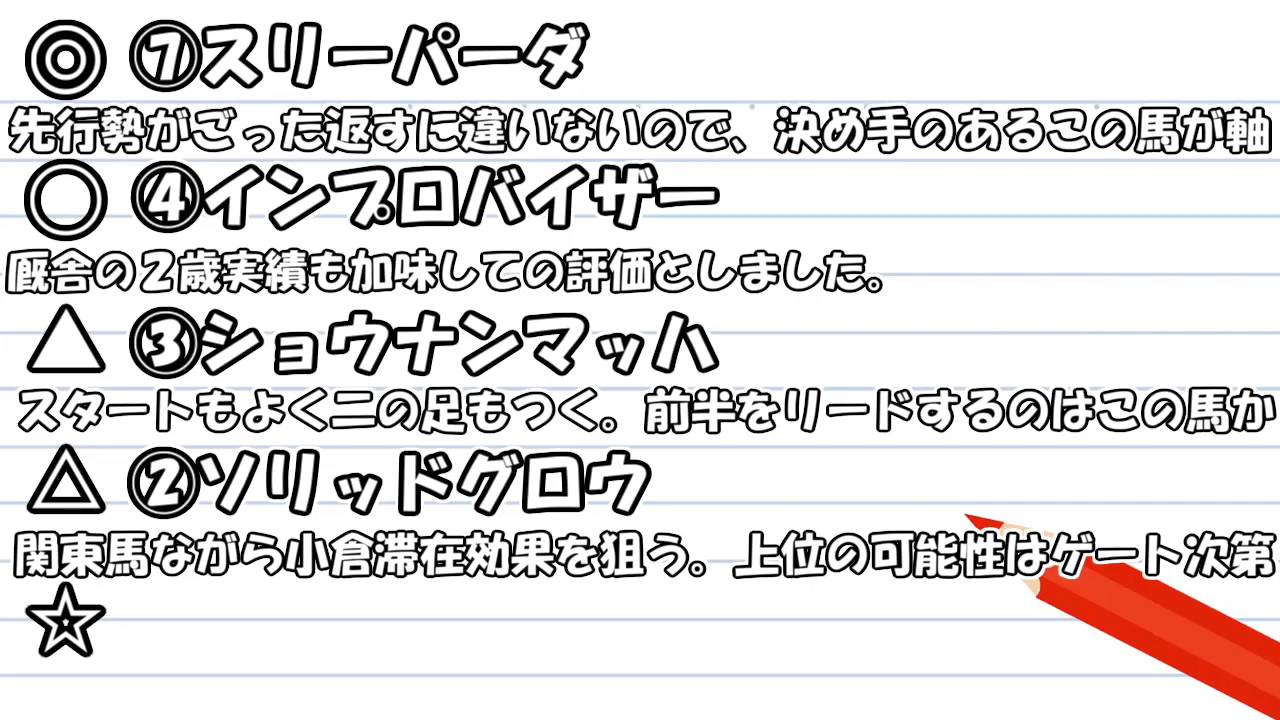 ◎ ⑦スリーパーダ
先行勢がごった返すに違いないので、決め手のあるこの馬が軸
○ ④インプロバイザー
厩舎の2歳実績も加味しての評価としました。
△ ③ショウナンマッハ
スタートもよく二の足もつく。前半をリードするのはこの馬か
△ ②ソリッドグロウ
関東馬ながら小倉滞在効果を狙う。上位の可能性はゲート次第
☆